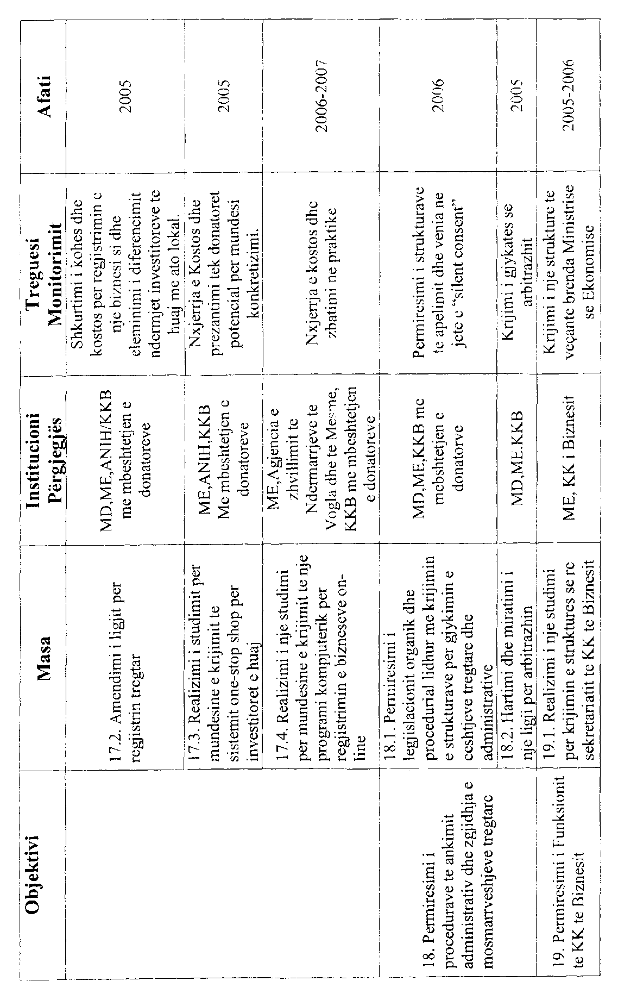 Objektivi
Masa
Institucioni
Përgjegjës
Treguesi
Monitorimit
Afati
17.2. Amendimi i ligjit per
regjistrin tregtar
MD,ME,ANIH/KKB
me mbeshtetjen e
donatoreve
Shkurtimi i kohes dhe
kostos per regjistrimin e
nje biznesi si dhe
eleminimi i diferencimit
ndermjet investitoreve te
huaj me ato lokal.
2005
17.3. Realizimi i studimit per
mundesine e krijimit te
sistemit one-stop shop per
investitoret e huaj
ME,ANIH,KKB
Me mbeshtetjen e
donatoreve
Nxjerrja e Kostos dhe
prezantimi tek donatoret
potencial per mundesi
konkretizimi.
2005
17.4. Realizimi i nje studimi
per mundesine e krijimit te nje
programi kompjuterik per
regjistrimin e bizneseve on-
line
ME,Agjencia e
zhvillimit te
Ndermarrjeve te
Vogla dhe te Mesme,
KKB me mbeshtetjen
e donatoreve
Nxjerrja e kostos dhe
zbatimi ne praktike
2006-2007
18. Permiresimi i
procedurave te ankimit
administrativ dhe zgjidhja e
mosmarrveshjeve tregtare
18.1. Permiresimi i
legjislacionit organik dhe
procedurial lidhur me krijimin
e strukturave per gjykimin e
ceshtjeve tregtare dhe
administrative
MD,ME,KKB me
mebshtetjen e
donatorve
Permiresimi i strukturave
te apelimit dhe venia ne
jete e “silent consent”
2006
18.2. Hartimi dhe miratimi i
nje ligji per arbitrazhin
MD,ME.KKB
Krijimi i gjykates se
arbitrazhit
2005
19. Permiresimi i Funksionit
te KK te Biznesit
19.1. Realizimi i nje studimi
per krijimin e struktures se re
sekretariatit te KK te Biznesit
ME, KK i Biznesit
Krijimi i nje strukture te
veçante brenda Ministrise
se Ekonomise
2005-2006